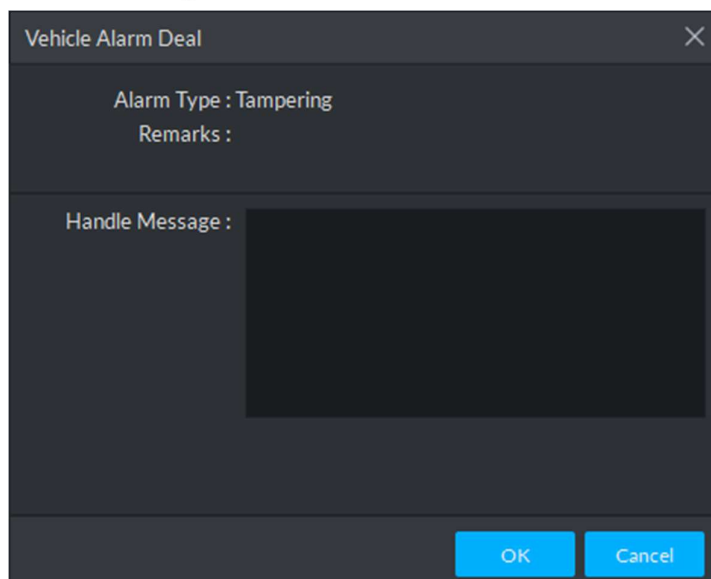 Vehicle Alarm Deal
Alarm Type : Tampering
Remarks :
Handle Message :
OK Cancel